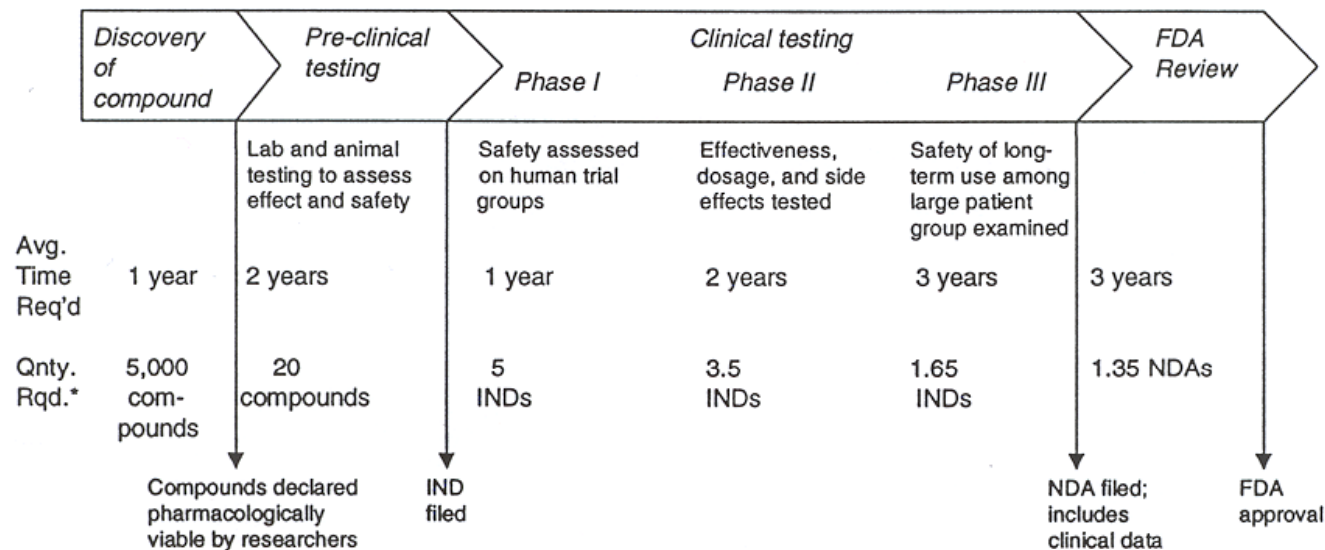 Discovery
of
compound
Pre-clinical
testing
Clinical testing
Phase I
Phase II
Phase III
FDA
Review
Lab and animal
testing to assess
effect and safety
Safety assessed
on human trial
groups
Effectiveness,
dosage, and side
effects tested
Safety of long-
term use among
large patient
group examined
Avg.
Time
Req'd
1 year
2 years
1 year
2 years
3 years
3 years
Qnty.
Rqd.*
5,000
com-
pounds
20
compounds
5
INDs
3.5
INDs
1.65
INDs
1.35 NDAs
Compounds declared
pharmacologically
viable by researchers
IND
filed
NDA filed;
includes
clinical data
FDA
approval